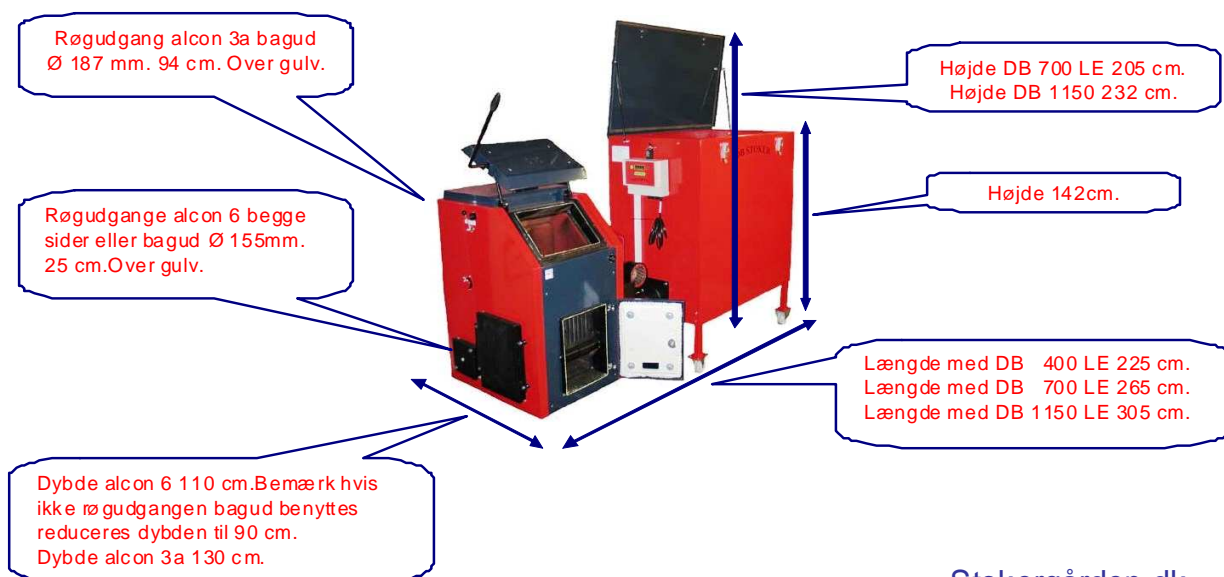 Røgudgang alcon 3a bagud
Ø 187 mm. 94 cm. Over gulv.
Højde DB 700 LE 205 cm.
Højde DB 1150 232 cm.
Højde 142cm.
Røgudgange alcon 6 begge
sider eller bagud Ø 155mm.
25 cm.Over gulv.
Længde med DB 400 LE 225 cm.
Længde med DB 700 LE 265 cm.
Længde med DB 1150 LE 305 cm.
Dybde alcon 6 110 cm.Bemærk hvis
ikke røgudgangen bagud benyttes
reduceres dybden til 90 cm.
Dybde alcon 3a 130 cm.